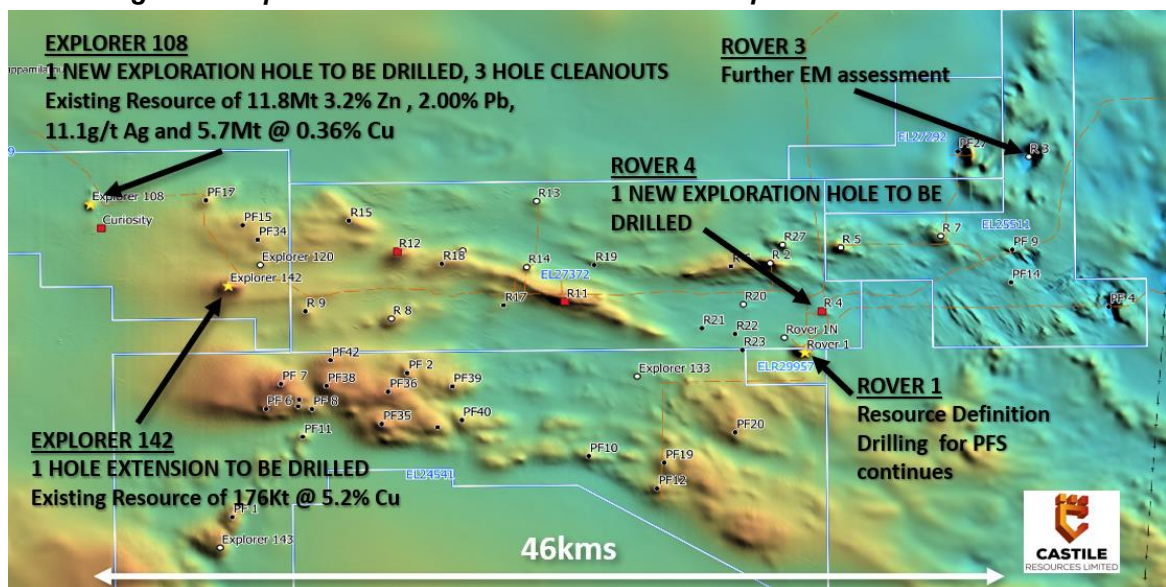 EXPLORER 108
1 NEW EXPLORATION HOLE TO BE DRILLED, 3 HOLE CLEANOUTS
Existing Resource of 11.8Mt 3.2% Zn , 2.00% Pb,
11.1g/t Ag and 5.7Mt @ 0.36% Cu
ROVER 3
Further EM assessment
EL27292
PF27
R 3
ROVER 4
1 NEW EXPLORATION HOLE TO BE
DRILLED
Explorer 108
Curiosity
PF17
PF15
PF34
Explorer 120
Explorer 142
R15
R12
R18
R13
R14
EL27372
R19
R11
R17
R 9
R 8
R27
R 2
R 5
R 7
EL25511
PF 9
PF14
PF 4
R20
R 4
R21
R22
R23
Rover 1N
Rover 1
ELR29957
Explorer 133
PF42
PF 7
PF38
PF 2
PF36
PF39
PF 6
PF 8
PF35
PF40
PF11
PF10
PF20
PF19
PF12
EL24541
PF 1
Explorer 143
EXPLORER 142
1 HOLE EXTENSION TO BE DRILLED
Existing Resource of 176Kt @ 5.2% Cu
ROVER 1
Resource Definition
Drilling for PFS
continues
46kms
CASTILE
RESOURCES LIMITED